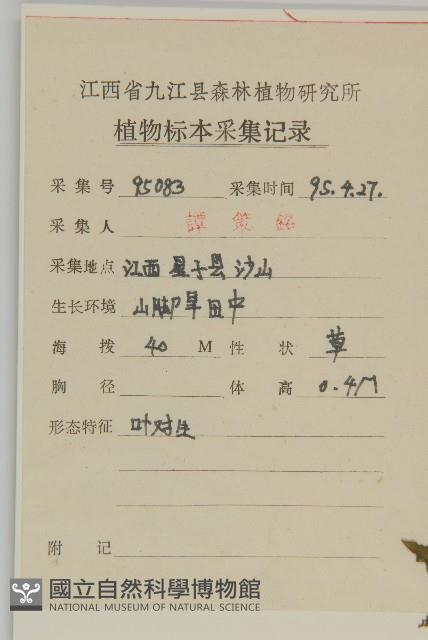 江西省九江县森林植物研究所
植物标本采集记录
采集号 95083 采集时间 95.4.27.
采集人 譚策銘
采集地点 江西 星子县 沙山
生长环境 山脚旱田中
海拨 40 M 性状 草
胸径 体高 0.4M
形态特征 叶对生
附记
國立自然科學博物館
NATIONAL MUSEUM OF NATURAL SCIENCE